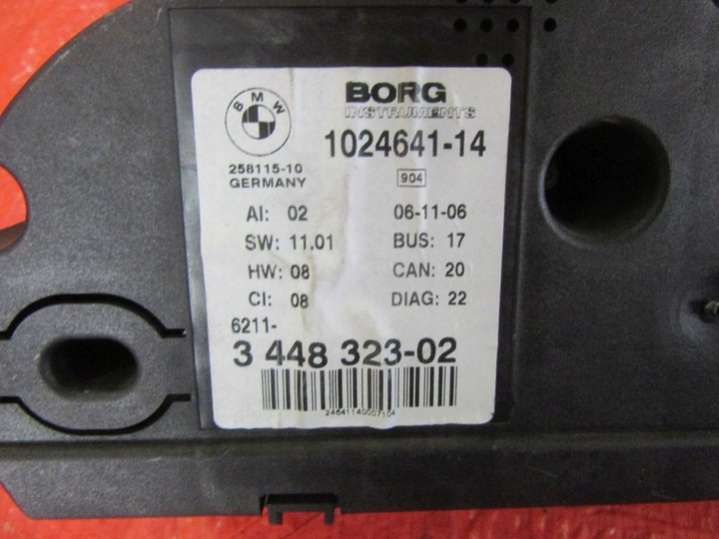 BMW
BORG
INSTRUMENTS
1024641-14
258115-10
GERMANY
904
AI: 02 06-11-06
SW: 11.01 BUS: 17
HW: 08 CAN: 20
CI: 08 DIAG: 22
6211-
3 448 323-02
24641140007104